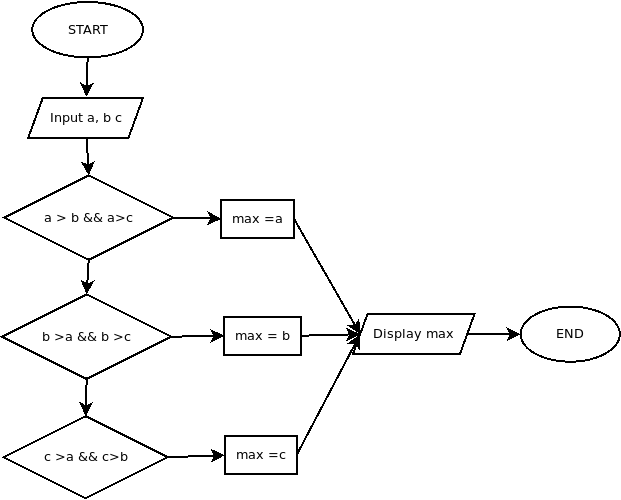 START
Input a, b c
a > b && a>c
max =a
b >a && b >c
max = b
Display max
END
c >a && c>b
max =c